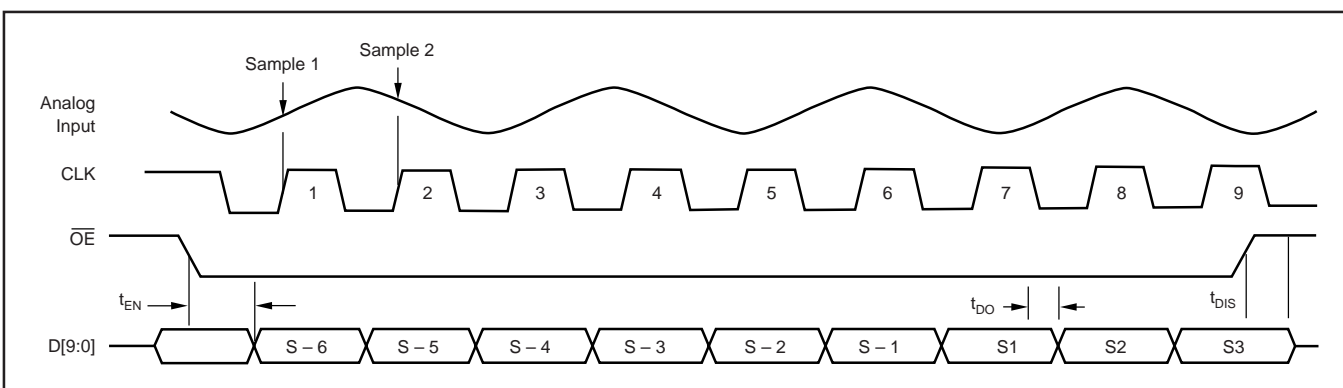 Sample 1
Sample 2
Analog
Input
CLK
1 2 3 4 5 6 7 8 9
OE
tEN
tDO
tDIS
D[9:0]
S – 6 S – 5 S – 4 S – 3 S – 2 S – 1 S1 S2 S3